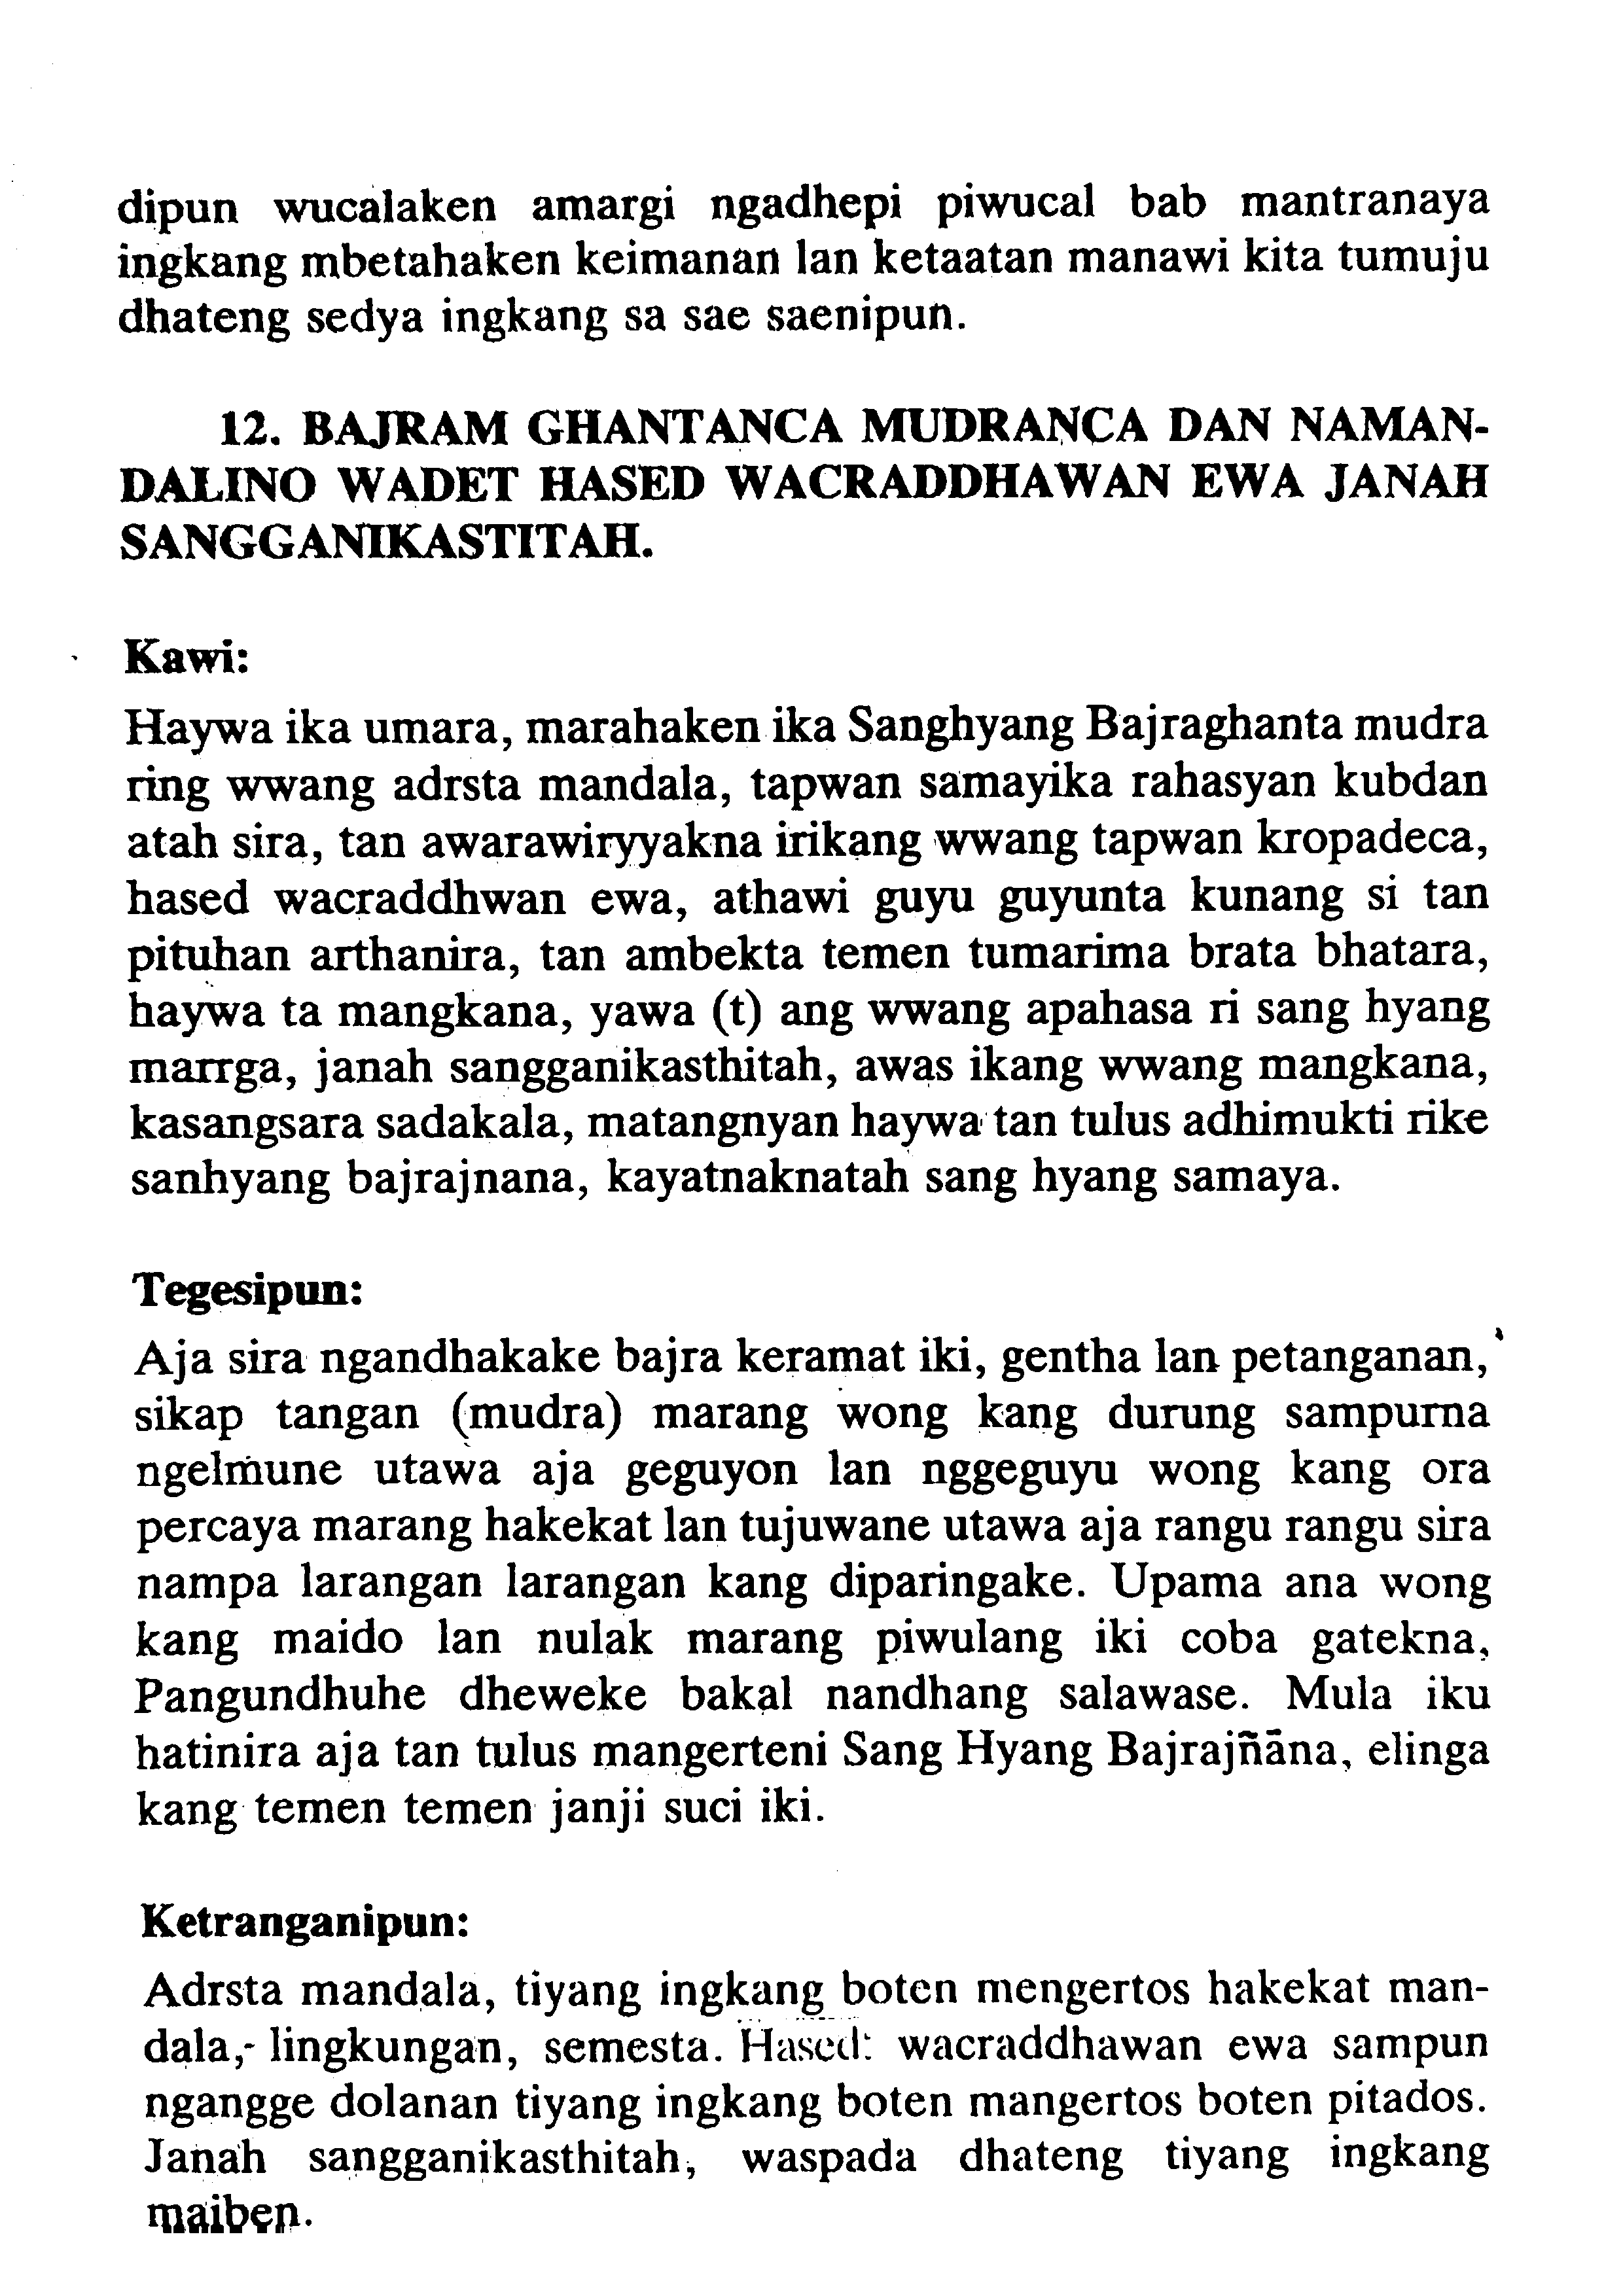 dipun wucalaken amargi ngadhepi piwucal bab mantranaya
ingkang mbetahaken keimanan lan ketaatan manawi kita tumuju
dhateng sedya ingkang sa sae saenipun.
12. BAJRAM GHANTANCA MUDRANCA DAN NAMAN-
DALINO WADET HASED WACRADDHAWAN EWA JANAH
SANGGANIKASTITAH.
Kawi:
Haywa ika umara, marahaken ika Sanghyang Bajraghanta mudra
ring wwang adrsta mandala, tapwan samayika rahasyan kubdan
atah sira, tan awarawiryyakna irikang wwang tapwan kropadeca,
hased wacraddhwan ewa, athawi guyu guyunta kunang si tan
pituhan arthanira, tan ambekta temen tumarima brata bhatara,
haywa ta mangkana, yawa (t) ang wwang apahasa ri sang hyang
marrga, janah sangganikasthitah, awas ikang wwang mangkana,
kasangsara sadakala, matangnyan haywa tan tulus adhimukti rike
sanhyang bajrajnana, kayatnaknatah sang hyang samaya.
Tegesipun:
Aja sira ngandhakake bajra keramat iki, gentha lan petanganan,
sikap tangan (mudra) marang wong kang durung sampurna
ngelmune utawa aja geguyon lan nggeguyu wong kang ora
percaya marang hakekat lan tujuwane utawa aja rangu rangu sira
nampa larangan larangan kang diparingake. Upama ana wong
kang maido lan nulak marang piwulang iki coba gatekna,
Pangundhuhe dheweke bakal nandhang salawase. Mula iku
hatinira aja tan tulus mangerteni Sang Hyang Bajrajñāna, elinga
kang temen temen janji suci iki.
Ketranganipun:
Adrsta mandala, tiyang ingkang boten mengertos hakekat man-
dala,- lingkungan, semesta. Hased: wacraddhawan ewa sampun
ngangge dolanan tiyang ingkang boten mangertos boten pitados.
Janah sangganikasthitah, waspada dhateng tiyang ingkang
maiben.